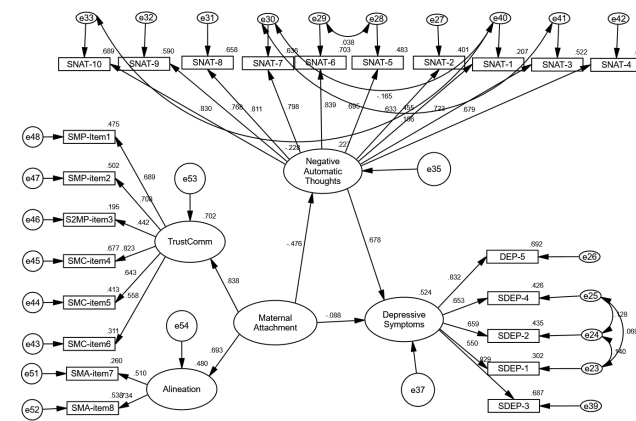 e33 e32 e31 e30 e29 e28 e27 e40 e41 e42
.038
.689 .590 .658 .636 .703 .483 .401 .207 .522
SNAT-10 SNAT-9 SNAT-8 SNAT-7 SNAT-6 SNAT-5 SNAT-2 SNAT-1 SNAT-3 SNAT-4
-.165
.830 .768 .811 .798 .839 .695 .633 .455 .723 .679
-.228 .227
.475
e48 SMP-Item1
Negative
Automatic
Thoughts
e35
.689
.502
e47 SMP-item2
e53
.708
.195
e46 S2MP-item3
.442
.702
TrustComm
.678
.677 .823
e45 SMC-item4
-.476
.692
DEP-5 e26
.643
.838
.832
.413
e44 SMC-item5
.558
.524
.653
.426
SDEP-4 e25
Maternal
Attachment
-.088
Depressive
Symptoms
.128
.069
.659
.435
SDEP-2 e24
.311
e43 SMC-item6
e54
.693
.550
.140
.829
.302
SDEP-1 e23
.260
e51 SMA-item7
.510
.480
Alineation
e37
.687
SDEP-3 e39
.538 .734
e52 SMA-item8